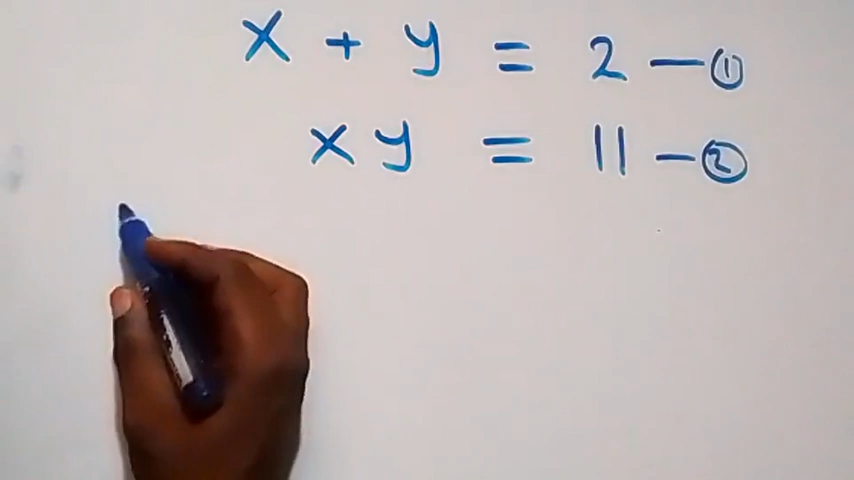 x + y = 2 — ①
xy = 11 — ②